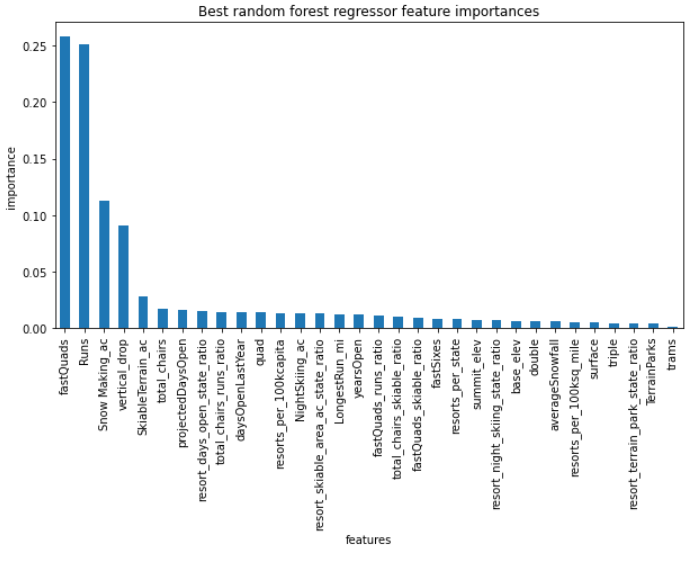 Best random forest regressor feature importances
importance
0.25
0.20
0.15
0.10
0.05
0.00
fastQuads
Runs
Snow Making_ac
vertical_drop
SkiableTerrain_ac
total_chairs
projectedDaysOpen
resort_days_open_state_ratio
total_chairs_runs_ratio
daysOpenLastYear
quad
resorts_per_100kcapita
NightSkiing_ac
resort_skiable_area_ac_state_ratio
LongestRun_mi
yearsOpen
fastQuads_runs_ratio
total_chairs_skiable_ratio
fastQuads_skiable_ratio
fastSixes
resorts_per_state
summit_elev
resort_night_skiing_state_ratio
base_elev
double
averageSnowfall
resorts_per_100ksq_mile
surface
triple
resort_terrain_park_state_ratio
TerrainParks
trams
features